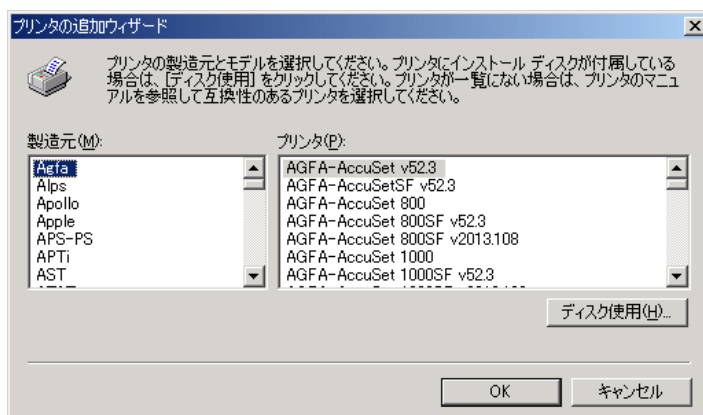 プリンタの追加ウィザード
プリンタの製造元とモデルを選択してください。プリンタにインストール ディスクが付属している
場合は、[ディスク使用] をクリックしてください。プリンタが一覧にない場合は、プリンタのマニュ
アルを参照して互換性のあるプリンタを選択してください。
製造元(M):
Agfa
Alps
Apollo
Apple
APS-PS
APTi
AST
プリンタ(P):
AGFA-AccuSet v52.3
AGFA-AccuSetSF v52.3
AGFA-AccuSet 800
AGFA-AccuSet 800SF v52.3
AGFA-AccuSet 800SF v2013.108
AGFA-AccuSet 1000
AGFA-AccuSet 1000SF v52.3
ディスク使用(H)...
OK
キャンセル